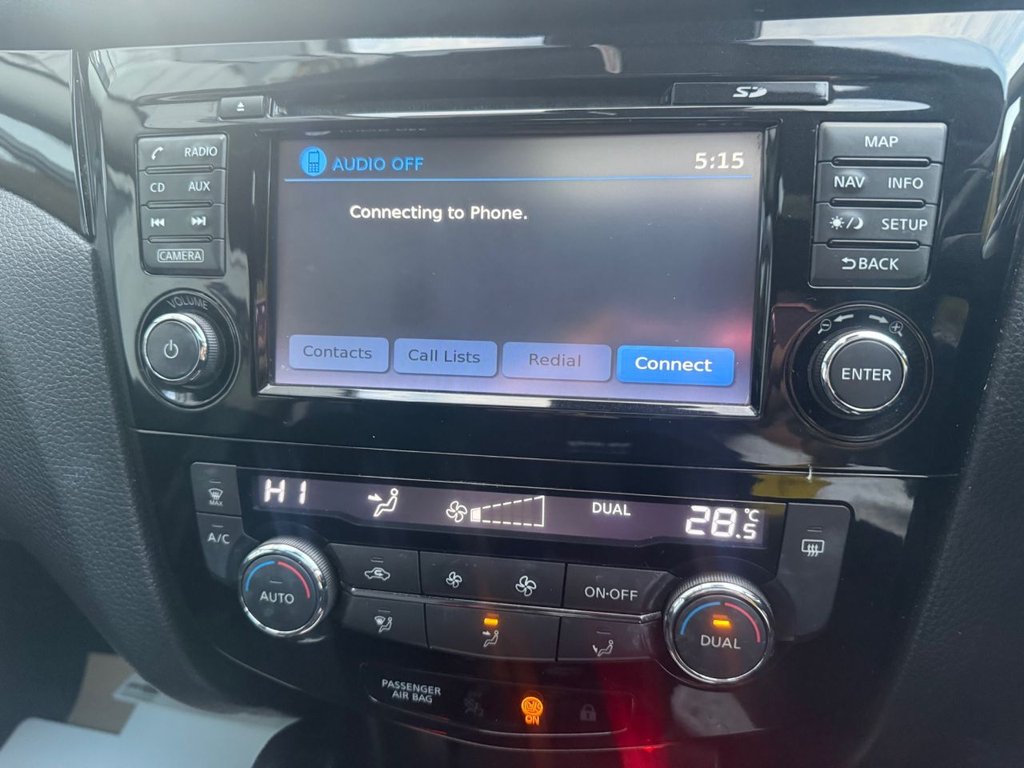 SD
RADIO
CD AUX
CAMERA
VOLUME
AUDIO OFF 5:15
Connecting to Phone.
Contacts Call Lists Redial Connect
MAP
NAV INFO
SETUP
BACK
ENTER
MAX
A/C
HI DUAL 28.5 °C
AUTO
ON·OFF
DUAL
PASSENGER
AIR BAG
ON